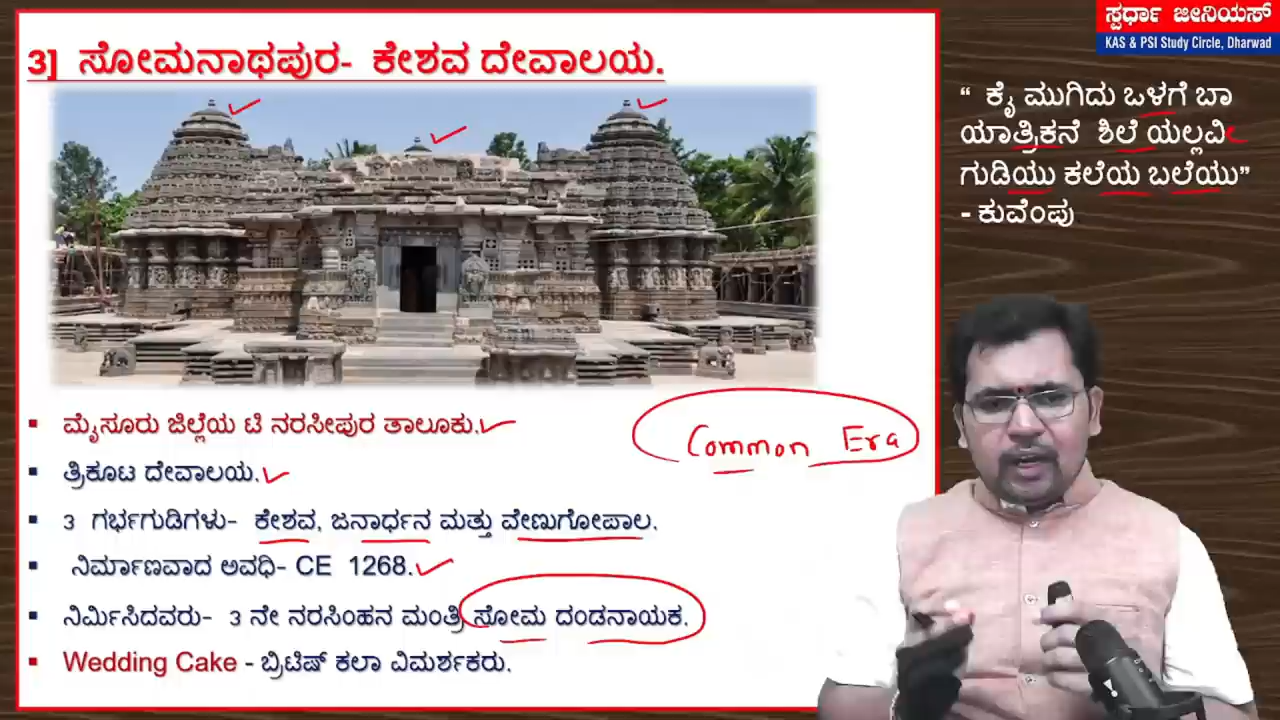 3] ಸೋಮನಾಥಪುರ- ಕೇಶವ ದೇವಾಲಯ.
ಮೈಸೂರು ಜಿಲ್ಲೆಯ ಟಿ ನರಸೀಪುರ ತಾಲೂಕು.
Common Era
ತ್ರಿಕೂಟ ದೇವಾಲಯ.
3 ಗರ್ಭಗುಡಿಗಳು- ಕೇಶವ, ಜನಾರ್ಧನ ಮತ್ತು ವೇಣುಗೋಪಾಲ.
ನಿರ್ಮಾಣವಾದ ಅವಧಿ- CE 1268.
ನಿರ್ಮಿಸಿದವರು- 3 ನೇ ನರಸಿಂಹನ ಮಂತ್ರಿ ಸೋಮ ದಂಡನಾಯಕ.
Wedding Cake - ಬ್ರಿಟಿಷ್ ಕಲಾ ವಿಮರ್ಶಕರು.
ಸ್ಪರ್ಧಾ ಜೀನಿಯಸ್
KAS & PSI Study Circle, Dharwad
“ ಕೈ ಮುಗಿದು ಒಳಗೆ ಬಾ
ಯಾತ್ರಿಕನೆ ಶಿಲೆ ಯಲ್ಲವಿ
ಗುಡಿಯು ಕಲೆಯ ಬಲೆಯು”
- ಕುವೆಂಪು